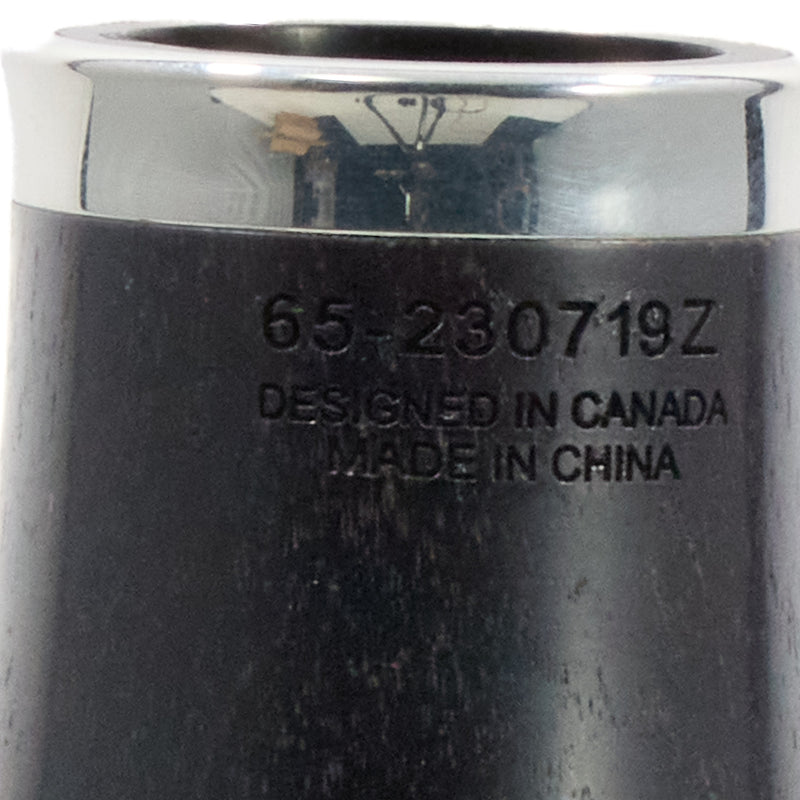 65-230719Z
DESIGNED IN CANADA
MADE IN CHINA